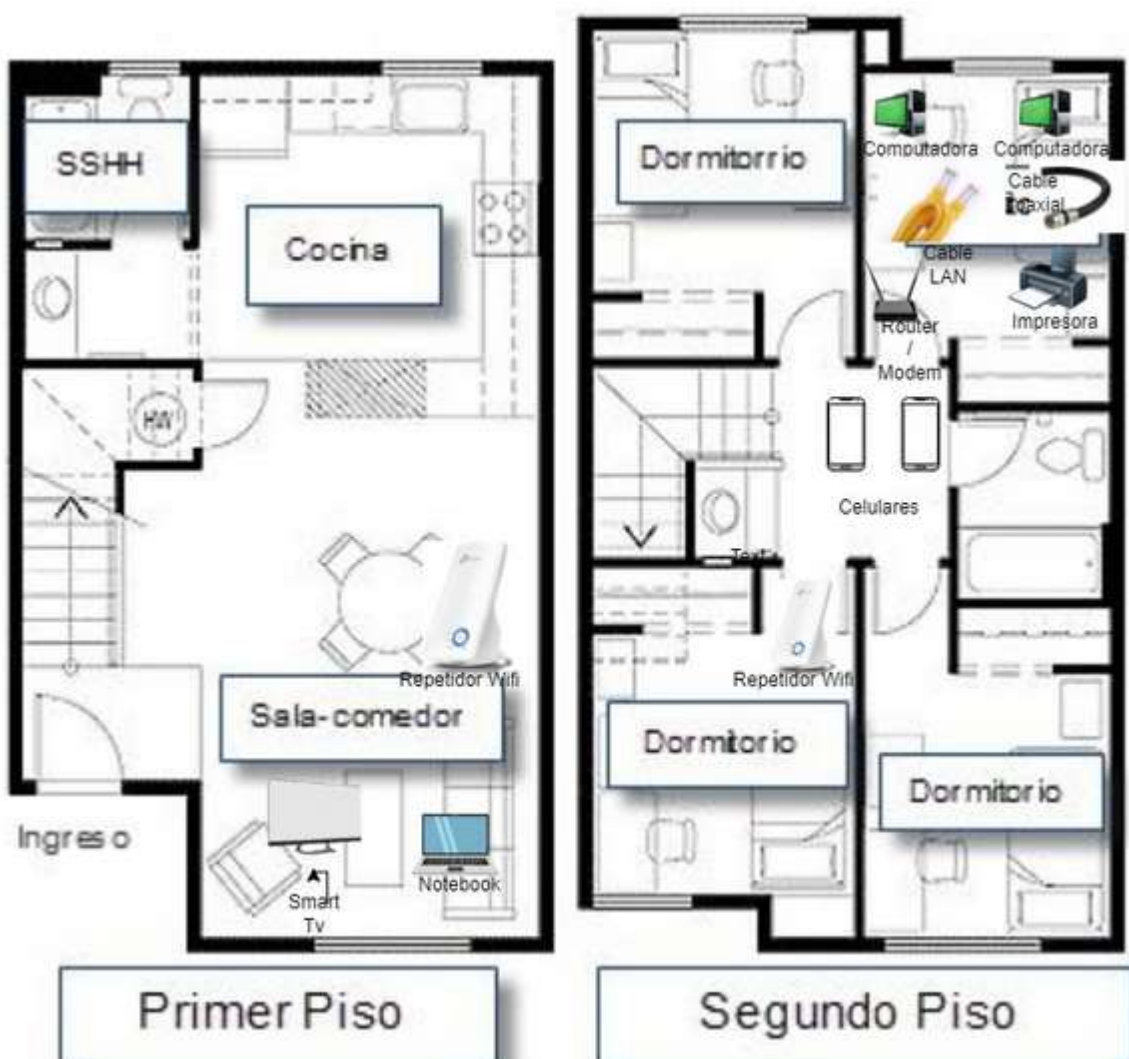 SSHH
Cocina
HW
Repetidor Wifi
Sala-comedor
Ingreso
Smart
Tv
Notebook
Primer Piso
Dormitorrio
Computadora
Computadora
Cable
Cable
LAN
Router
/
Modem
Impresora
Celulares
Repetidor Wifi
Dormitorio
Dormitorio
Segundo Piso